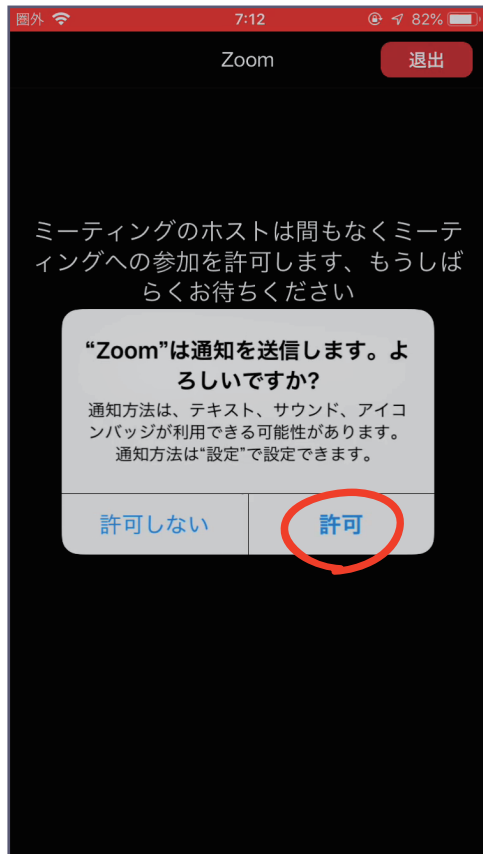 圏外 7:12 82%
Zoom 退出
ミーティングのホストは間もなくミーテ
ィングへの参加を許可します、もうしば
らくお待ちください
“Zoom”は通知を送信します。よ
ろしいですか?
通知方法は、テキスト、サウンド、アイコ
ンバッジが利用できる可能性があります。
通知方法は“設定”で設定できます。
許可しない 許可